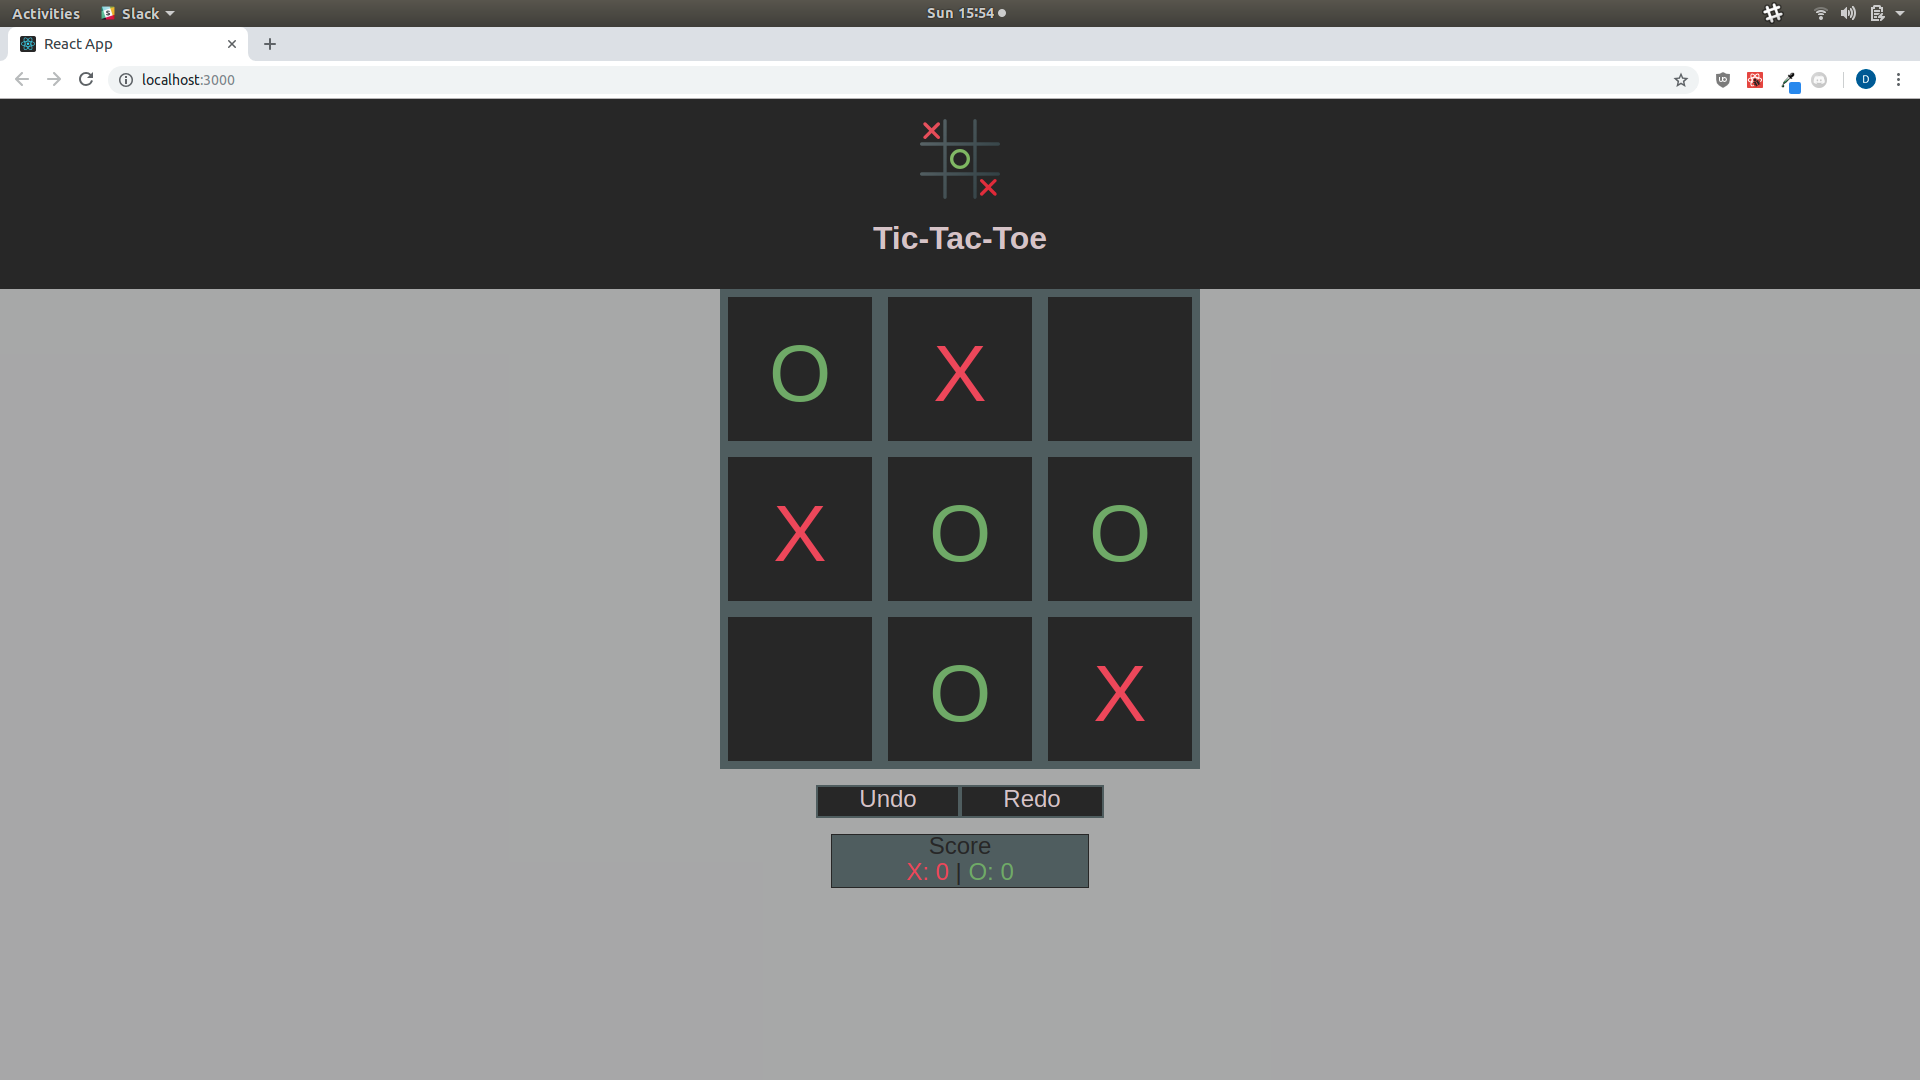 Activities Slack Sun 15:54
React App
localhost:3000
D
X
O
X
Tic-Tac-Toe
O X
X O O
O X
Undo Redo
Score
X: 0 | O: 0